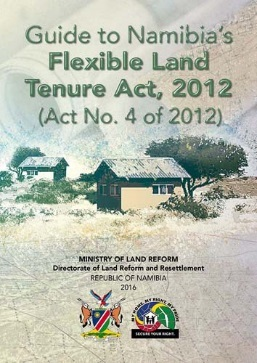 Guide to Namibia's
Flexible Land
Tenure Act, 2012
(Act No. 4 of 2012)
MINISTRY OF LAND REFORM
Directorate of Land Reform and Resettlement
REPUBLIC OF NAMIBIA
2016
SECURE YOUR RIGHT.